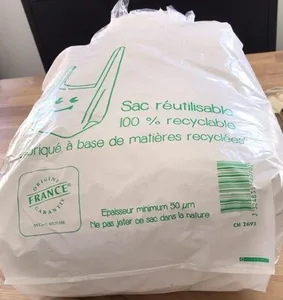 Sac réutilisable
100 % recyclable
briqué à base de matières recyclées
ORIGINE
FRANCE
GARANTIE
Epaisseur minimum 50 µm
Ne pas jeter ce sac dans la nature